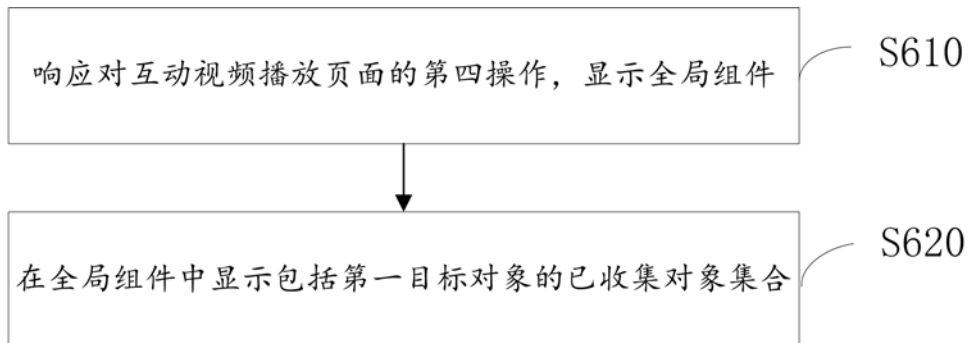 响应对互动视频播放页面的第四操作，显示全局组件
S610
在全局组件中显示包括第一目标对象的已收集对象集合
S620